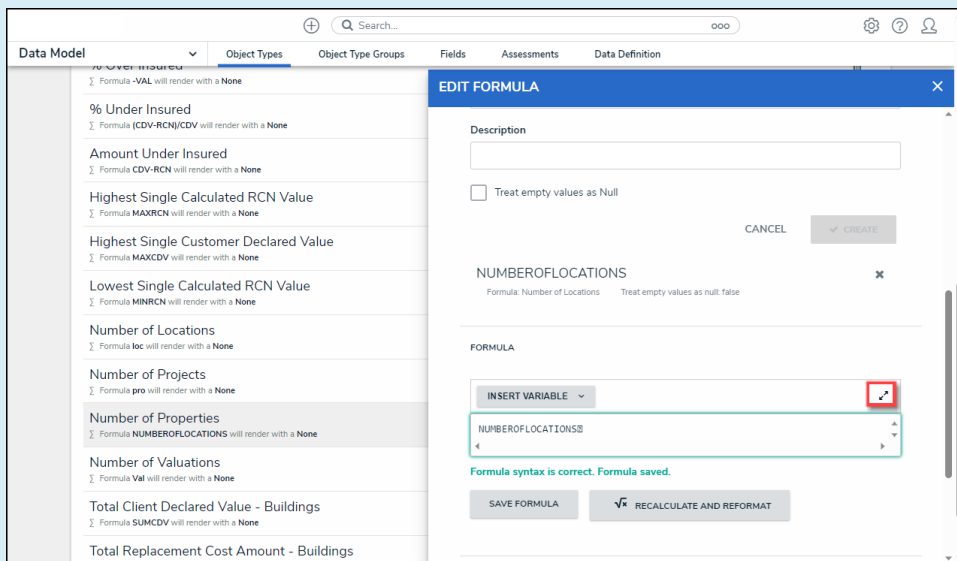 Search...
ooo
Data Model
Object Types
Object Type Groups
Fields
Assessments
Data Definition
% Over Insured
∑ Formula -VAL will render with a None
% Under Insured
∑ Formula (CDV-RCN)/CDV will render with a None
Amount Under Insured
∑ Formula CDV-RCN will render with a None
Highest Single Calculated RCN Value
∑ Formula MAXRCN will render with a None
Highest Single Customer Declared Value
∑ Formula MAXCDV will render with a None
Lowest Single Calculated RCN Value
∑ Formula MINRCN will render with a None
Number of Locations
∑ Formula loc will render with a None
Number of Projects
∑ Formula pro will render with a None
Number of Properties
∑ Formula NUMBEROFLOCATIONS will render with a None
Number of Valuations
∑ Formula Val will render with a None
Total Client Declared Value - Buildings
∑ Formula SUMCDV will render with a None
Total Replacement Cost Amount - Buildings
EDIT FORMULA
Description
Treat empty values as Null
CANCEL
✓ CREATE
NUMBEROFLOCATIONS
Formula: Number of Locations Treat empty values as null: false
FORMULA
INSERT VARIABLE
NUMBEROFLOCATIONS
Formula syntax is correct. Formula saved.
SAVE FORMULA
√x RECALCULATE AND REFORMAT